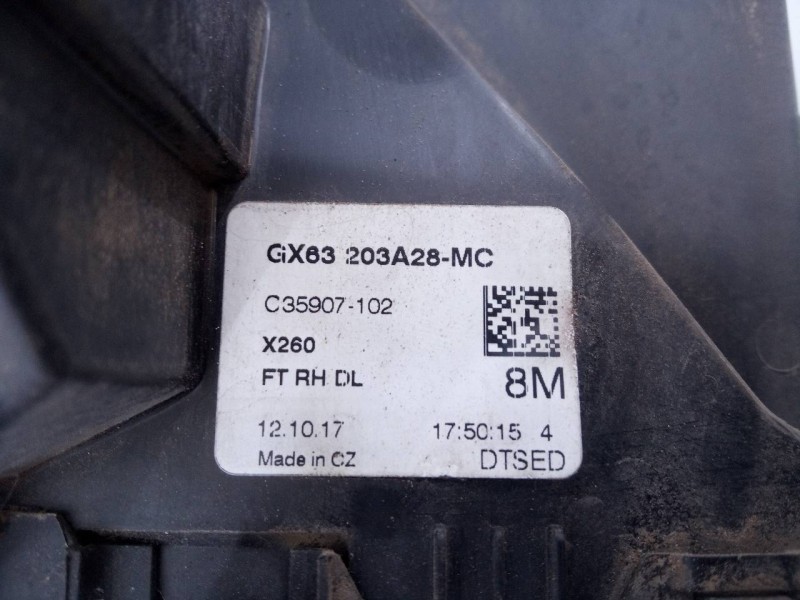 GX63 203A28-MC
C35907-102
X260
FT RH DL 8M
12.10.17 17:50:15 4
Made in CZ DTSED